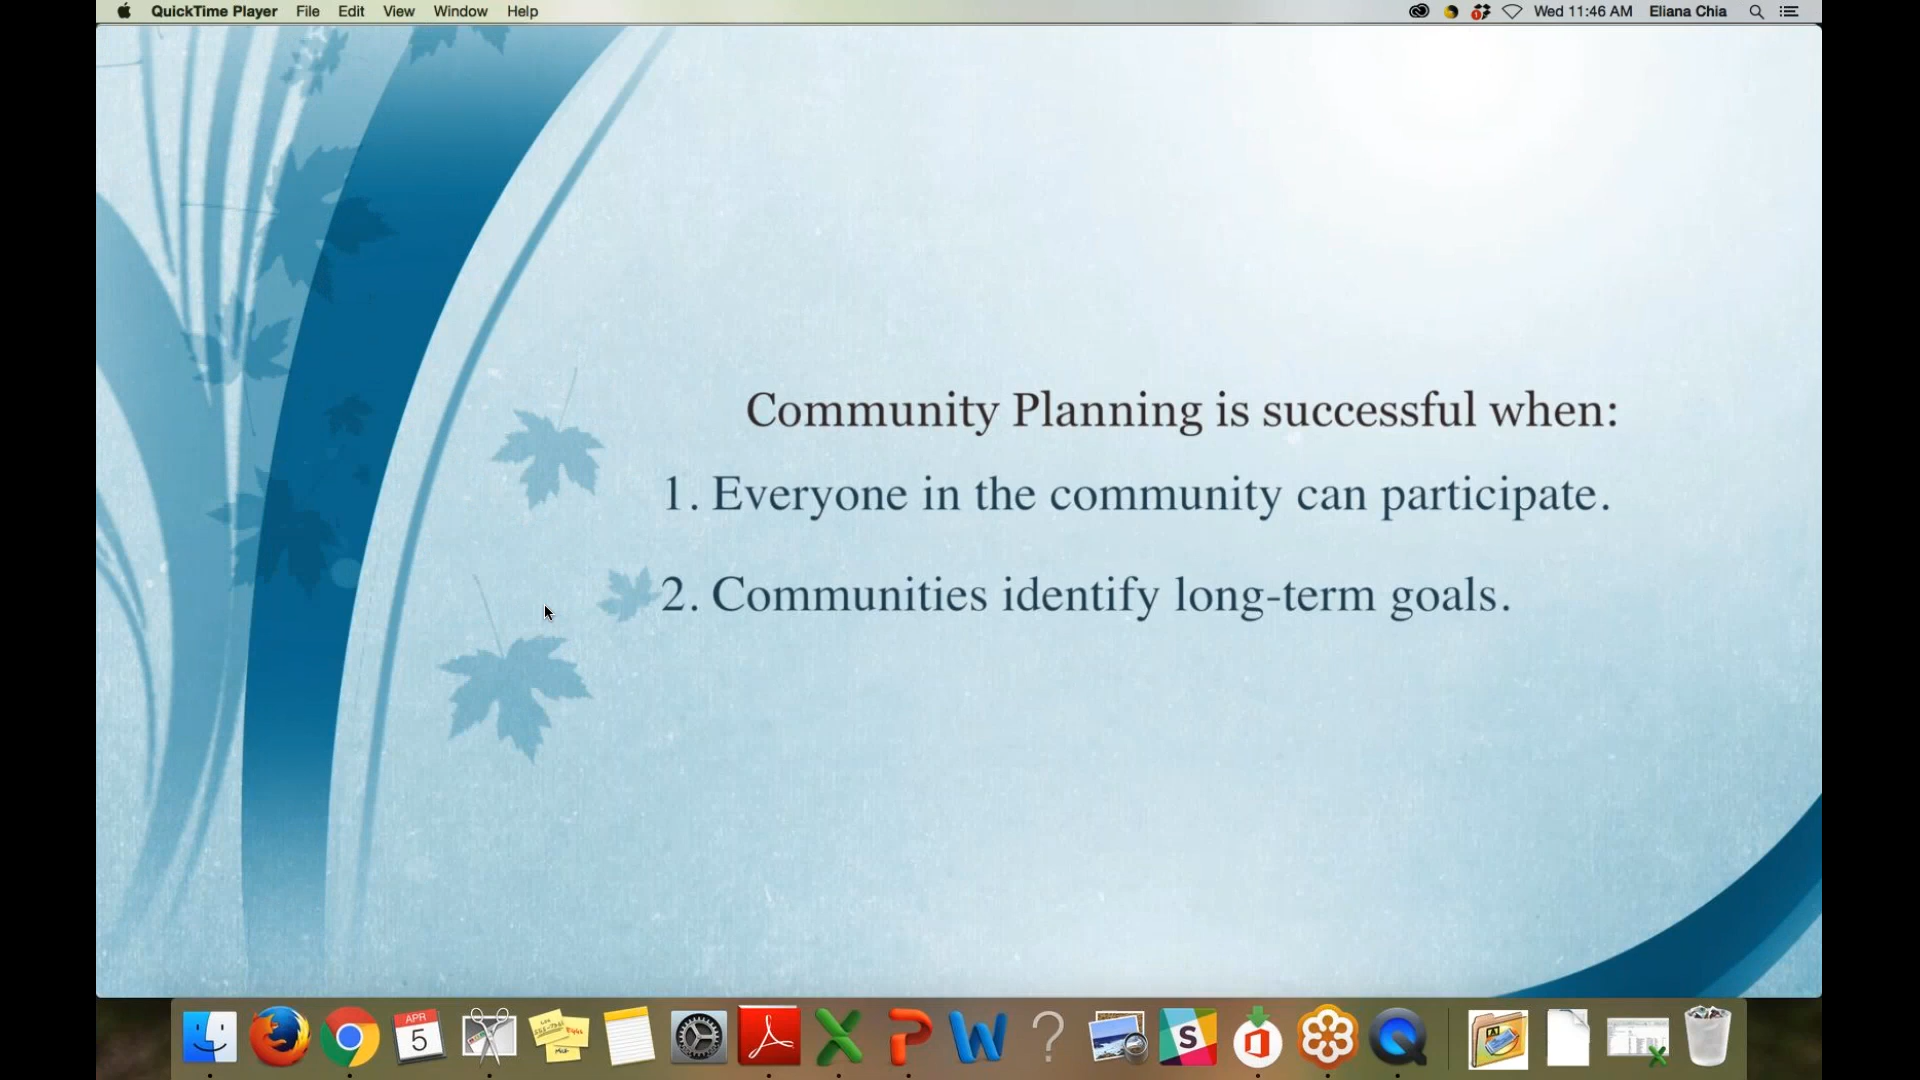 QuickTime Player File Edit View Window Help Wed 11:46 AM Eliana Chia
Community Planning is successful when:
1. Everyone in the community can participate.
2. Communities identify long-term goals.
APR
5